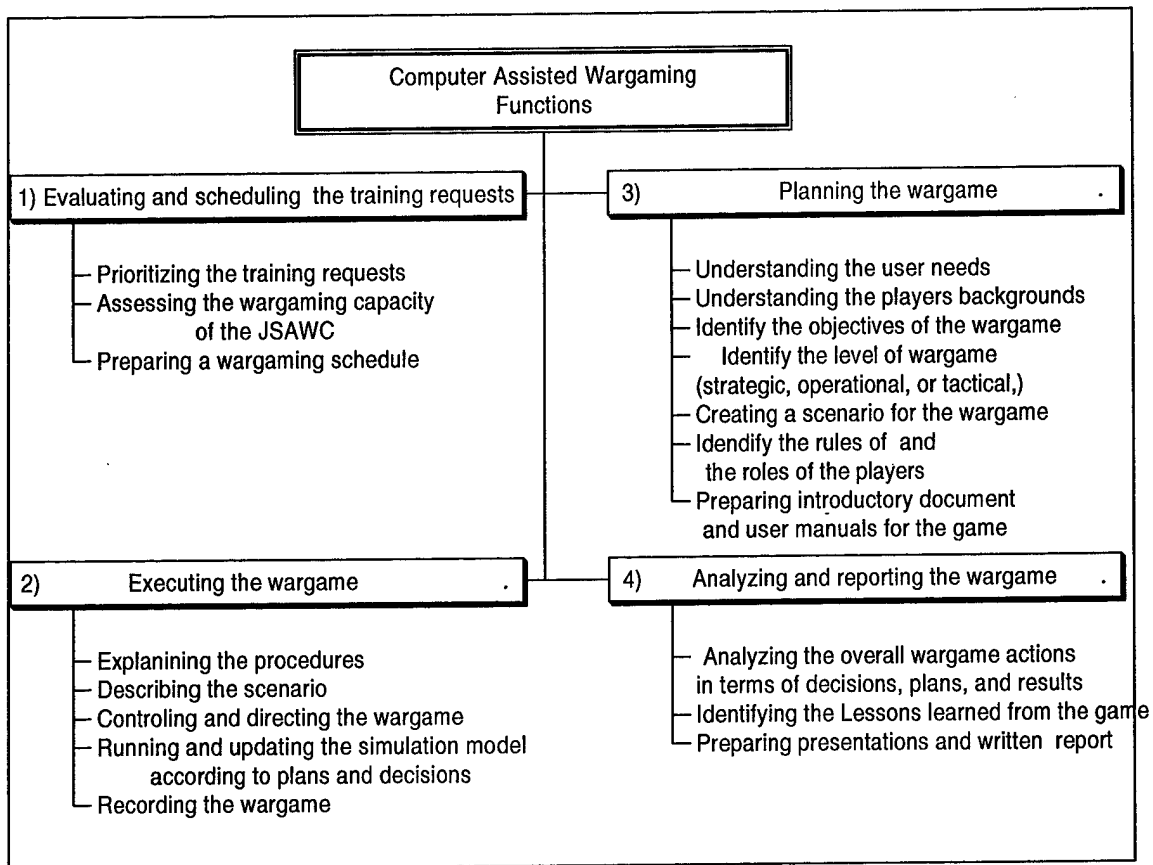 Computer Assisted Wargaming
Functions
1) Evaluating and scheduling the training requests
Prioritizing the training requests
Assessing the wargaming capacity
of the JSAWC
Preparing a wargaming schedule
3) Planning the wargame .
Understanding the user needs
Understanding the players backgrounds
Identify the objectives of the wargame
Identify the level of wargame
(strategic, operational, or tactical,)
Creating a scenario for the wargame
Idendify the rules of and
the roles of the players
Preparing introductory document
and user manuals for the game
2) Executing the wargame .
Explanining the procedures
Describing the scenario
Controling and directing the wargame
Running and updating the simulation model
according to plans and decisions
Recording the wargame
4) Analyzing and reporting the wargame .
Analyzing the overall wargame actions
in terms of decisions, plans, and results
Identifying the Lessons learned from the game
Preparing presentations and written report